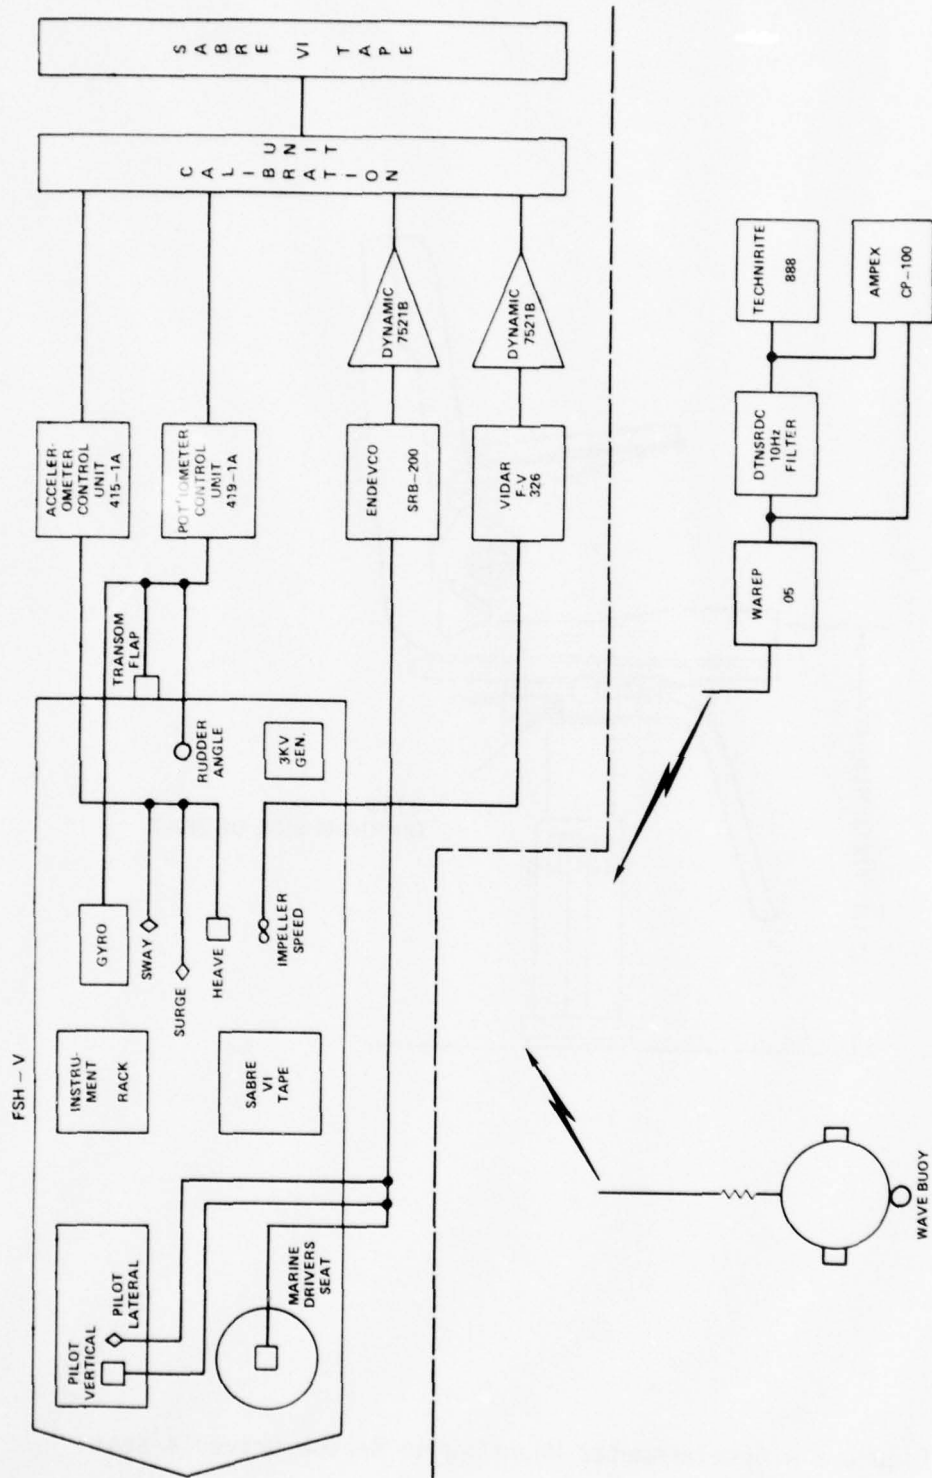 FSH – V
PILOT
VERTICAL
PILOT
LATERAL
MARINE
DRIVERS
SEAT
INSTRU-
MENT
RACK
SABRE
VI
TAPE
GYRO
SWAY
SURGE
HEAVE
IMPELLER
SPEED
TRANSOM
FLAP
RUDDER
ANGLE
3KV
GEN.
ACCELER-
OMETER
CONTROL
UNIT
415–1A
POT IOMETER
CONTROL
UNIT
419–1A
ENDEVCO
SRB–200
VIDAR
F-V
326
DYNAMIC
7521B
DYNAMIC
7521B
CALIBRATION
UNIT
SABRE
VI
TAPE
WAVE BUOY
WAREP
05
DTNSRDC
10Hz
FILTER
TECHNIRITE
888
AMPEX
CP–100